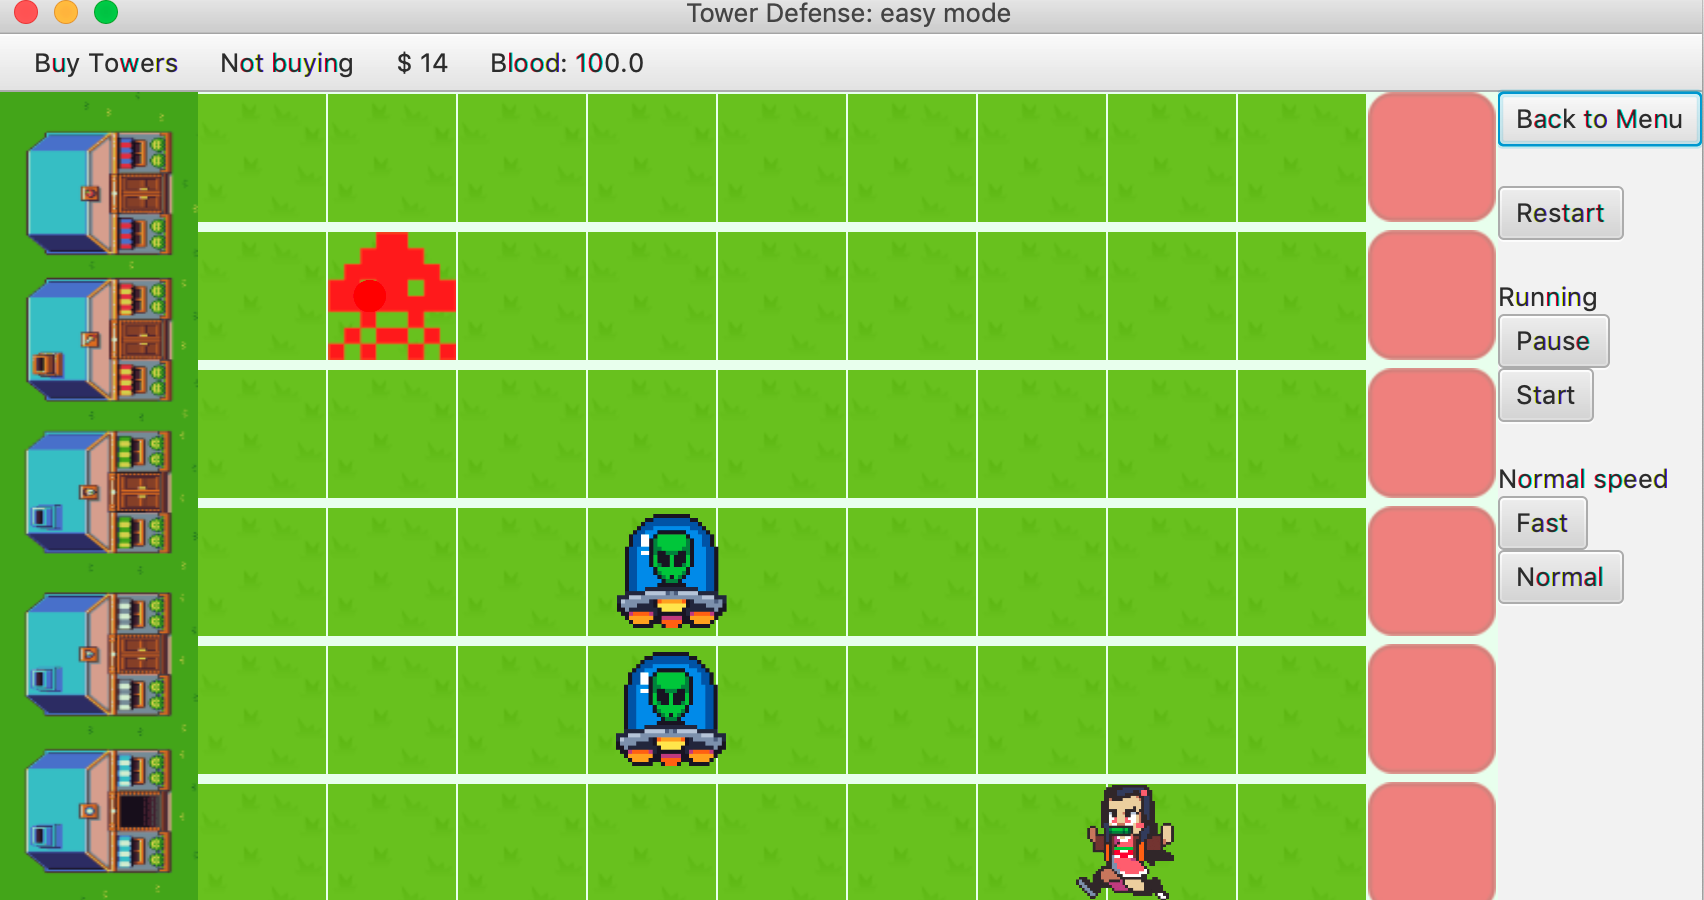 Tower Defense: easy mode
Buy Towers Not buying $ 14 Blood: 100.0
Back to Menu
Restart
Running
Pause
Start
Normal speed
Fast
Normal